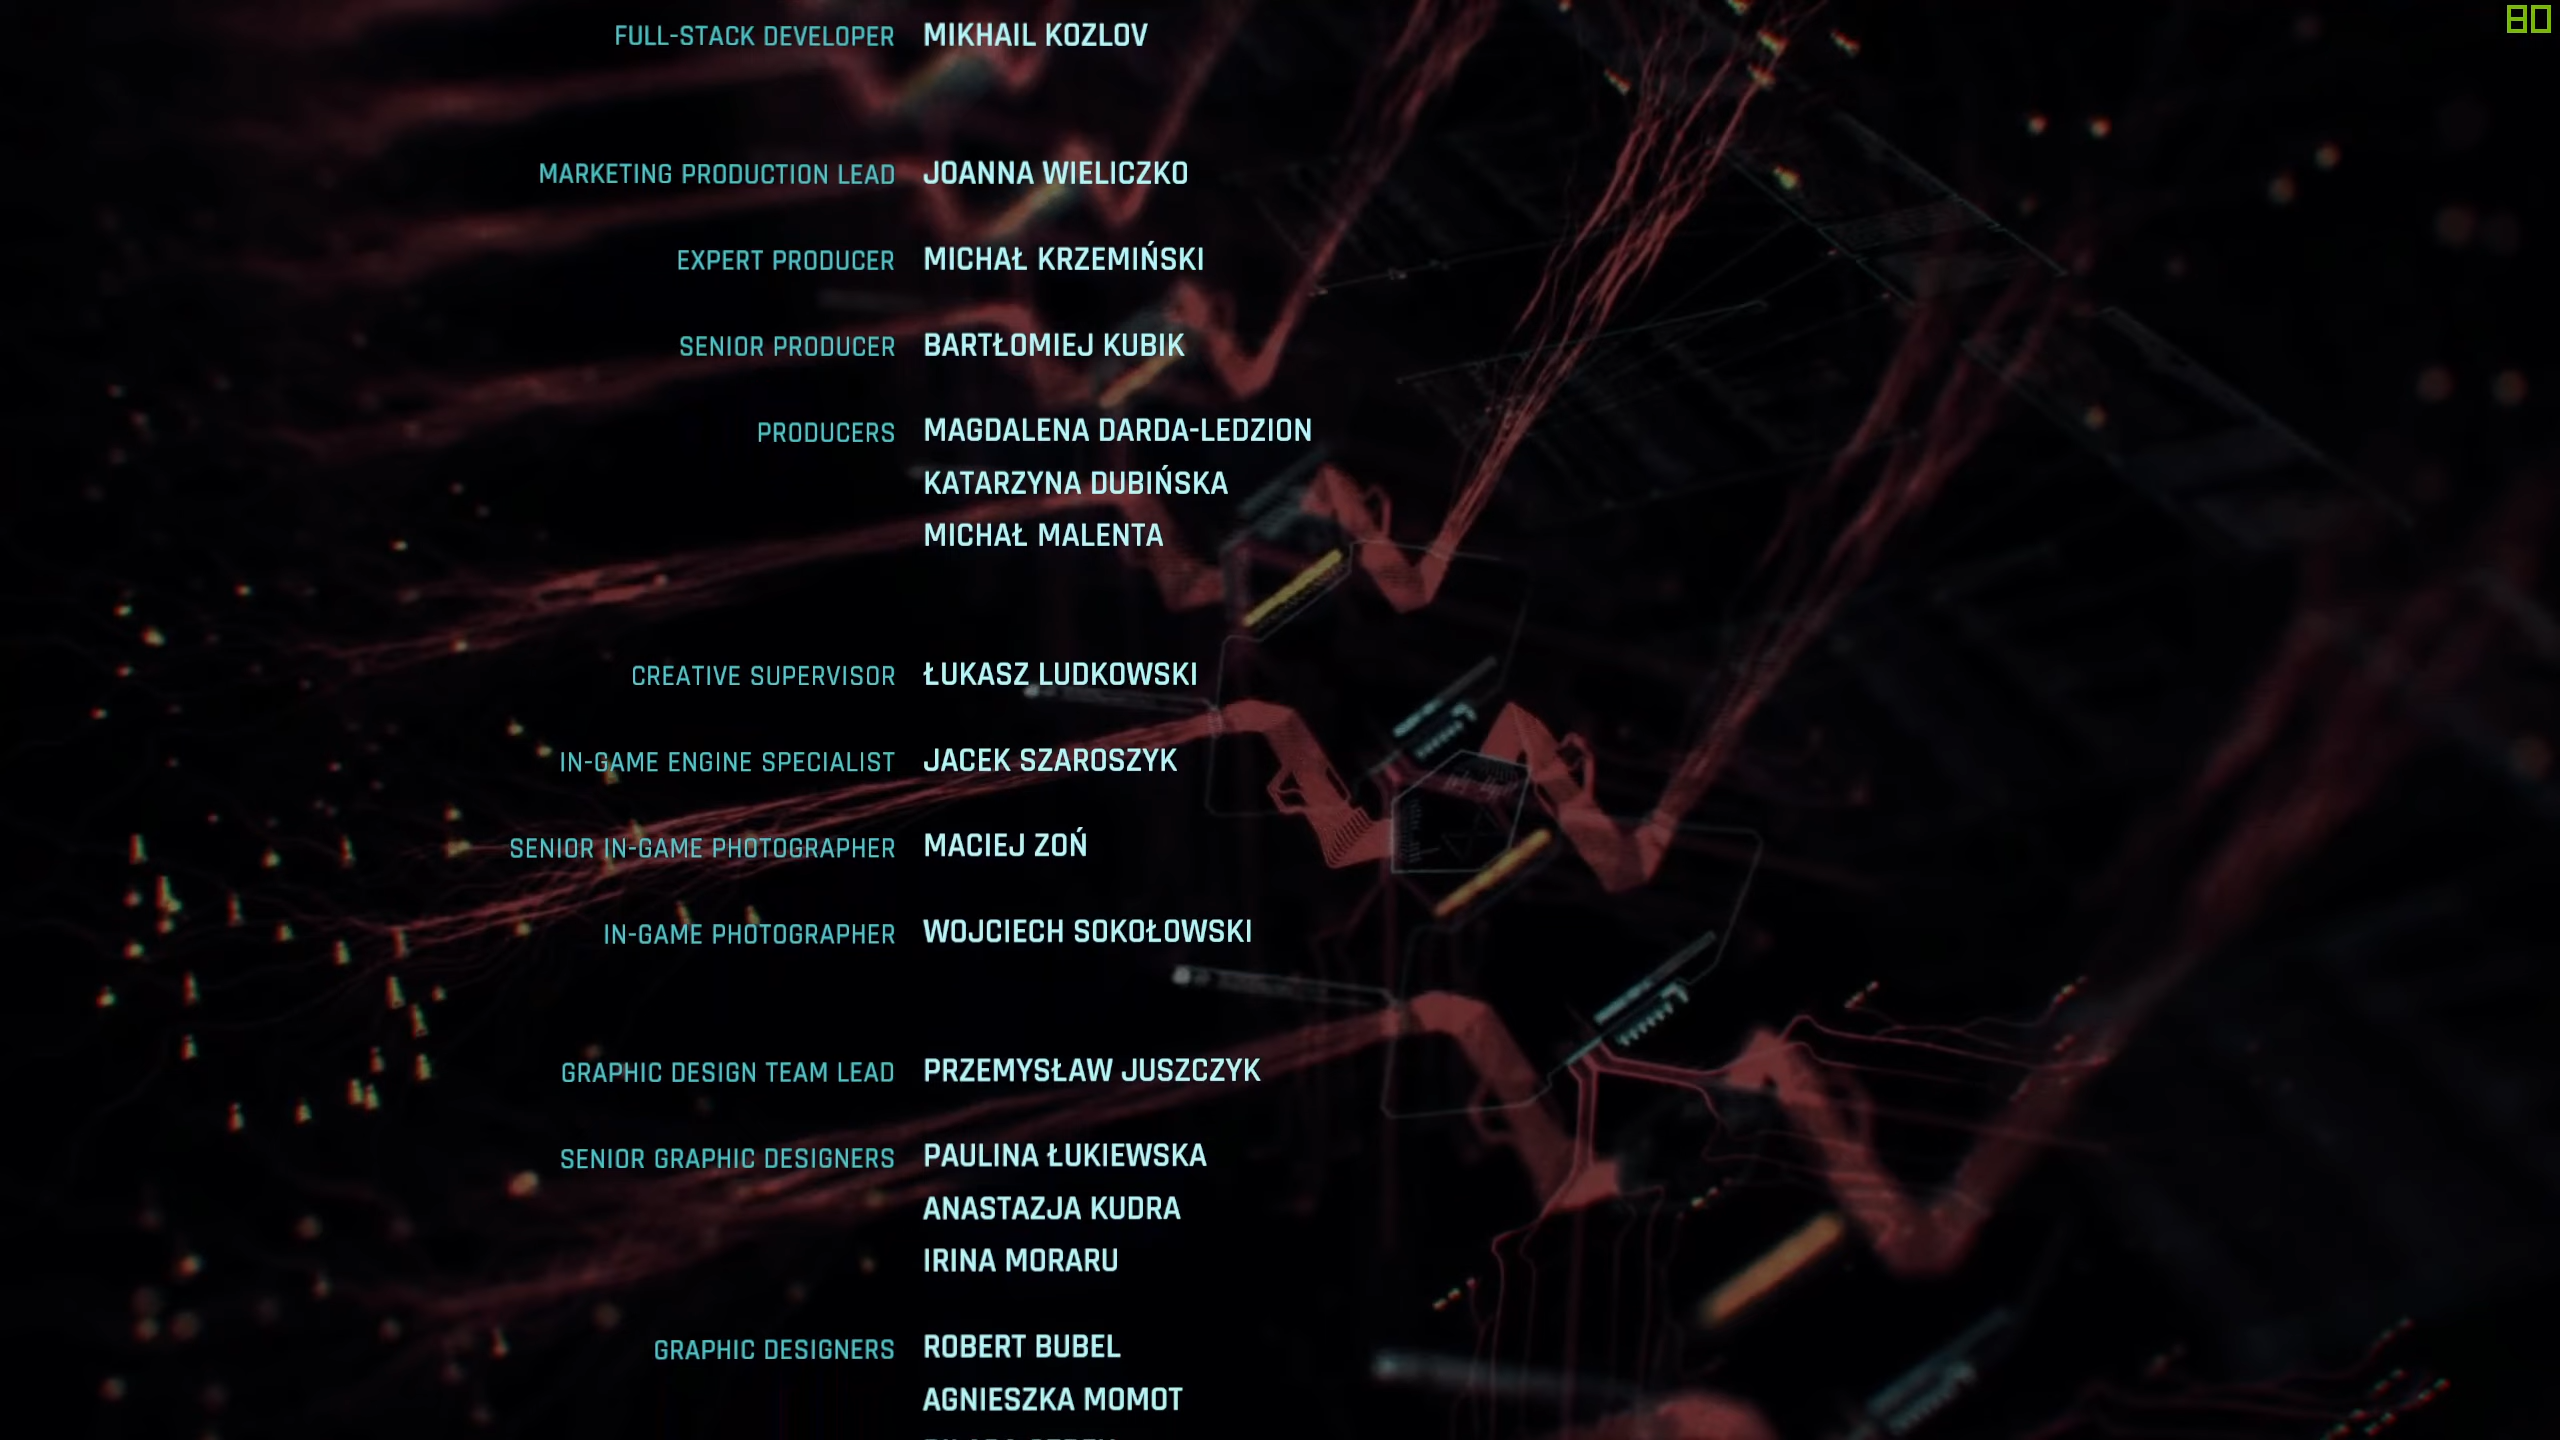 80
FULL-STACK DEVELOPER MIKHAIL KOZLOV
MARKETING PRODUCTION LEAD JOANNA WIELICZKO
EXPERT PRODUCER MICHAŁ KRZEMIŃSKI
SENIOR PRODUCER BARTŁOMIEJ KUBIK
PRODUCERS MAGDALENA DARDA-LEDZION
KATARZYNA DUBIŃSKA
MICHAŁ MALENTA
CREATIVE SUPERVISOR ŁUKASZ LUDKOWSKI
IN-GAME ENGINE SPECIALIST JACEK SZAROSZYK
SENIOR IN-GAME PHOTOGRAPHER MACIEJ ZOŃ
IN-GAME PHOTOGRAPHER WOJCIECH SOKOŁOWSKI
GRAPHIC DESIGN TEAM LEAD PRZEMYSŁAW JUSZCZYK
SENIOR GRAPHIC DESIGNERS PAULINA ŁUKIEWSKA
ANASTAZJA KUDRA
IRINA MORARU
GRAPHIC DESIGNERS ROBERT BUBEL
AGNIESZKA MOMOT